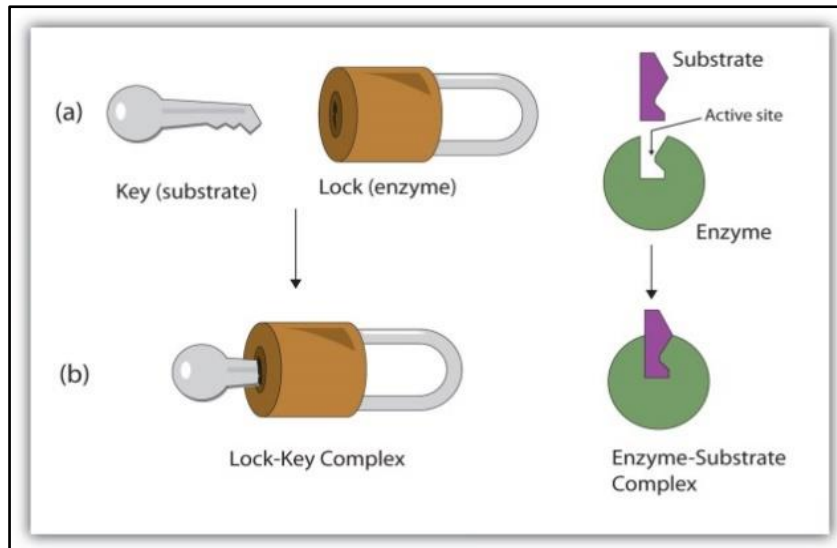 (a)
Key (substrate)
Lock (enzyme)
Substrate
Active site
Enzyme
(b)
Lock-Key Complex
Enzyme-Substrate
Complex